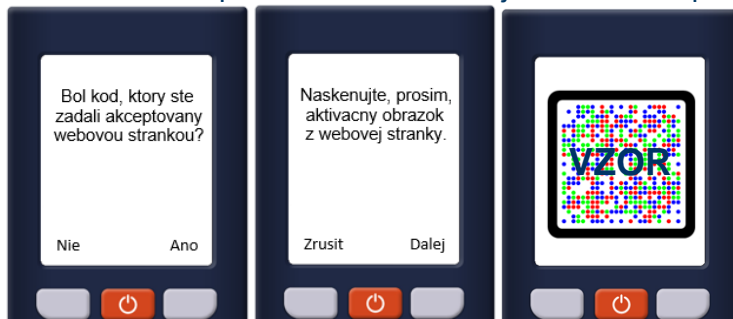 Bol kod, ktory ste
zadali akceptovany
webovou strankou?
Nie Ano
Naskenujte, prosim,
aktivacny obrazok
z webovej stranky.
Zrusit Dalej
VZOR